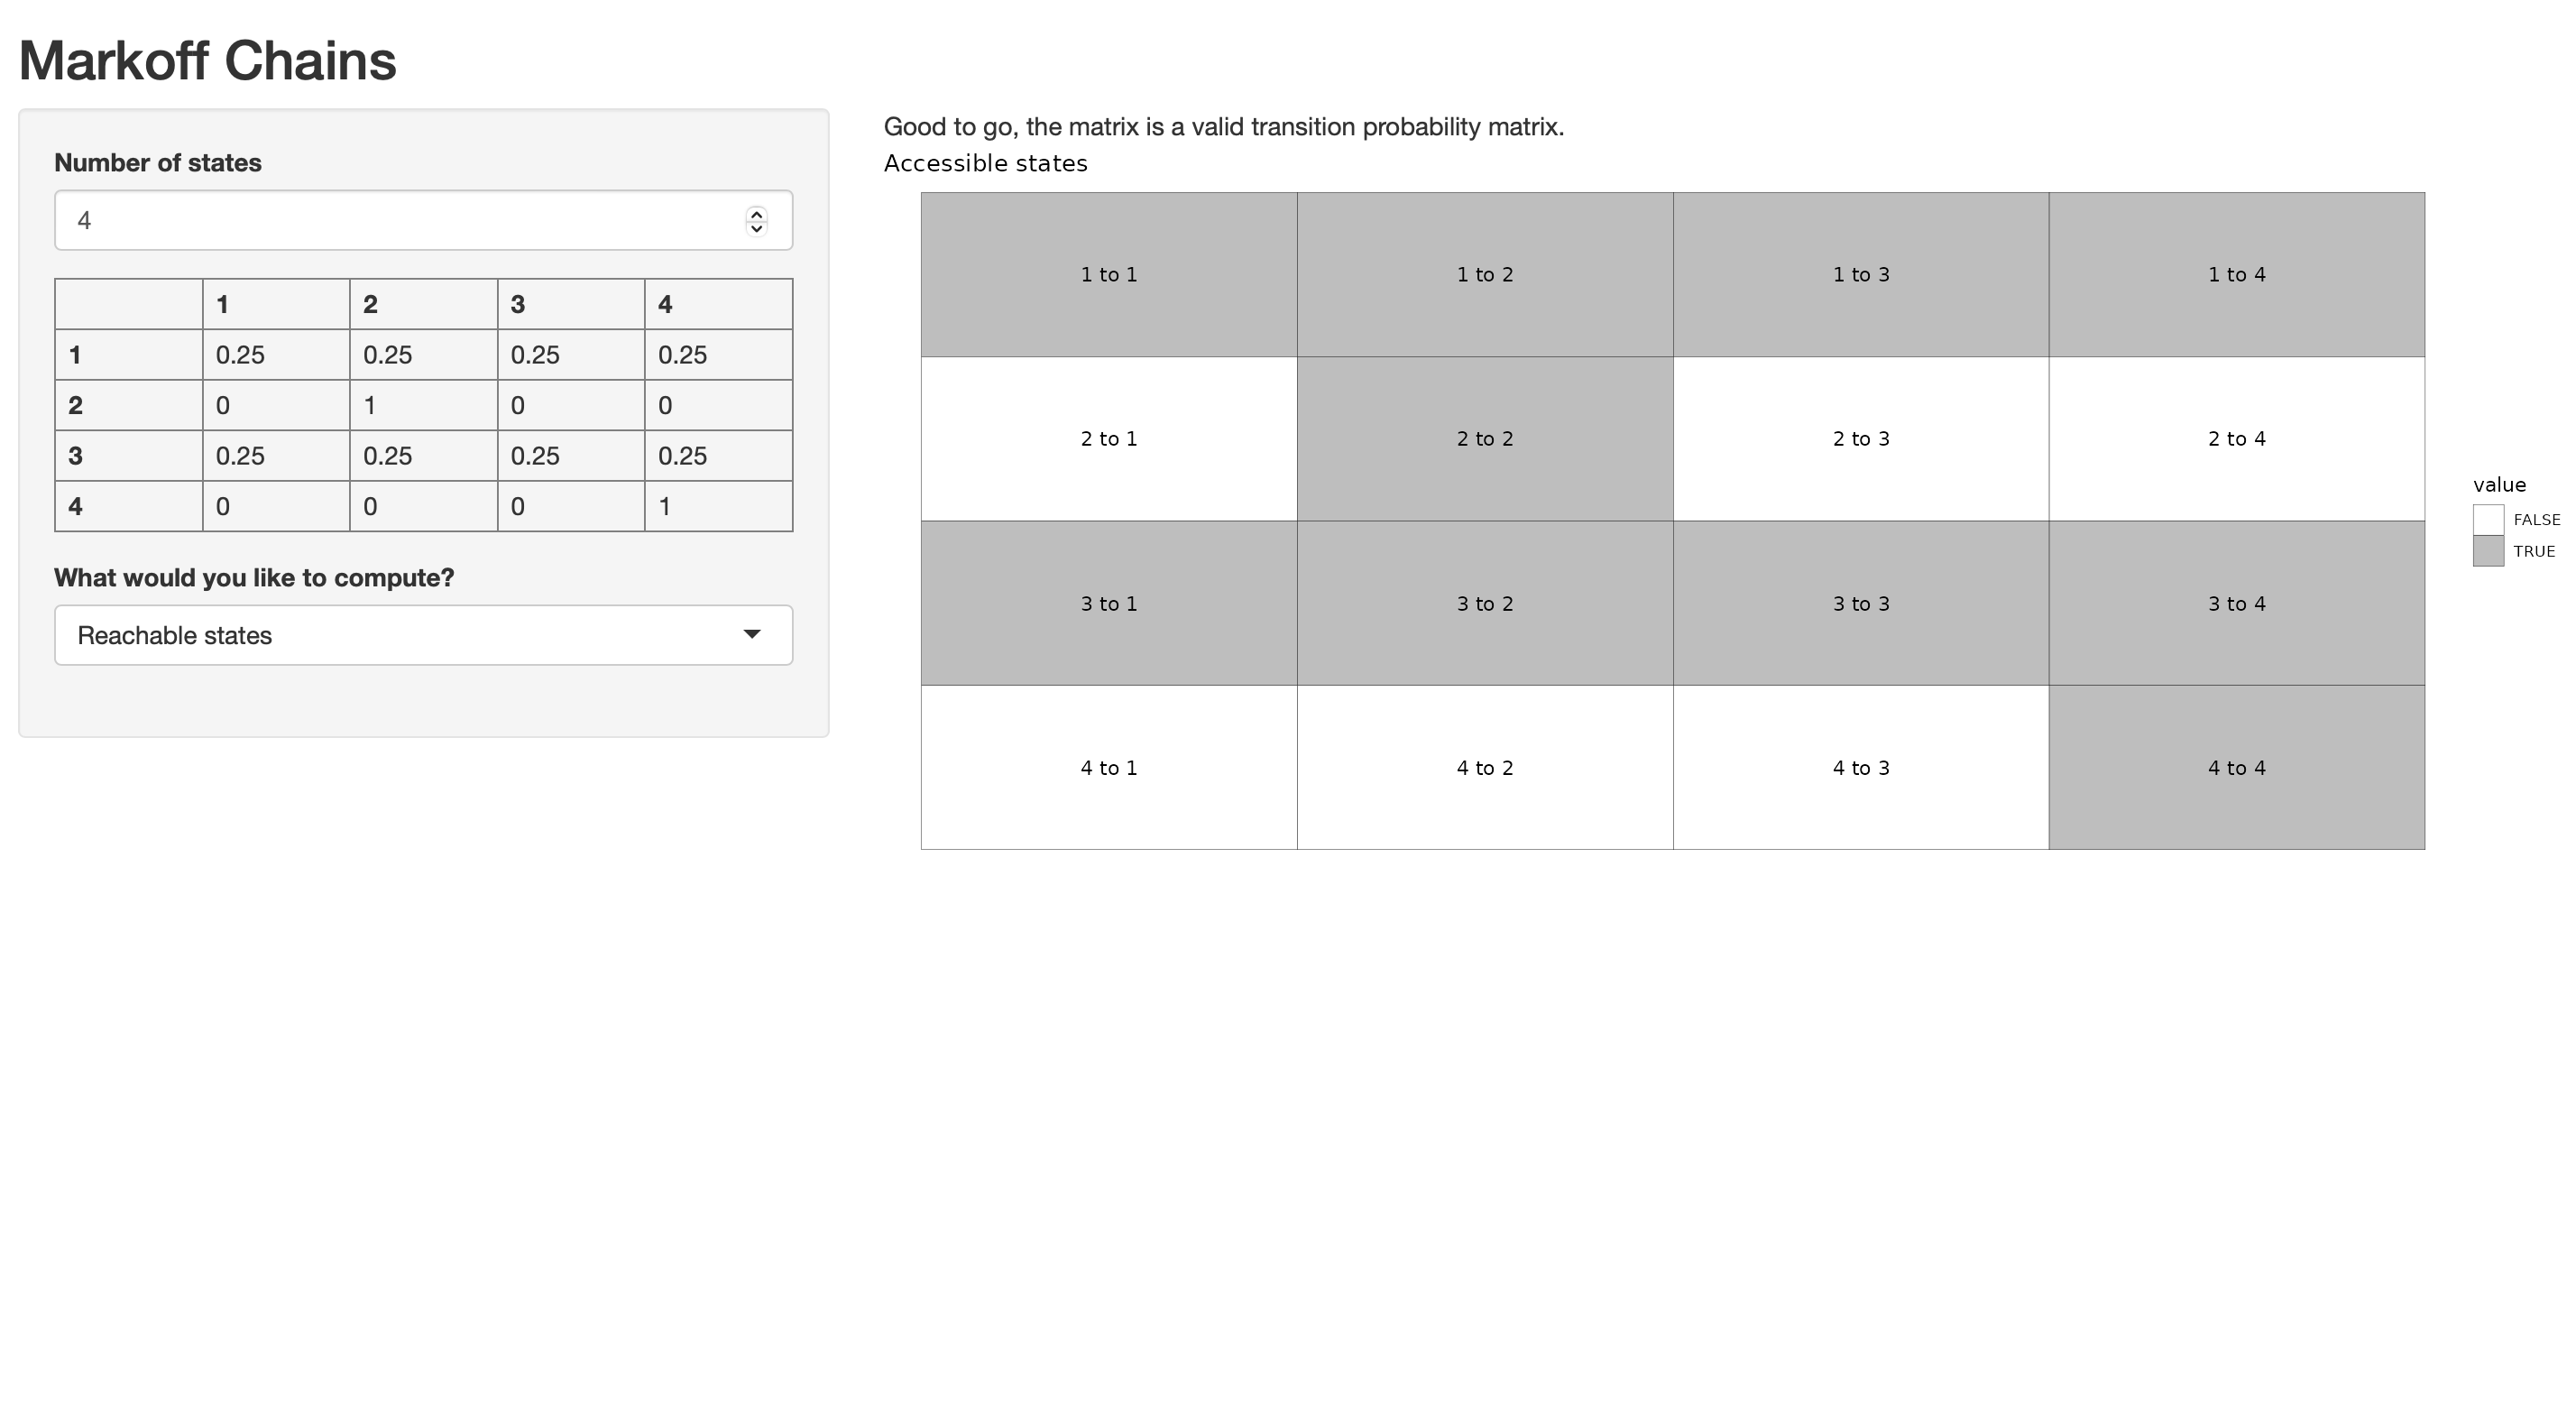 Markoff Chains
Number of states
4
1 2 3 4
1 0.25 0.25 0.25 0.25
2 0 1 0 0
3 0.25 0.25 0.25 0.25
4 0 0 0 1
What would you like to compute?
Reachable states
Good to go, the matrix is a valid transition probability matrix.
Accessible states
1 to 1 1 to 2 1 to 3 1 to 4
2 to 1 2 to 2 2 to 3 2 to 4
3 to 1 3 to 2 3 to 3 3 to 4
4 to 1 4 to 2 4 to 3 4 to 4
value
FALSE
TRUE